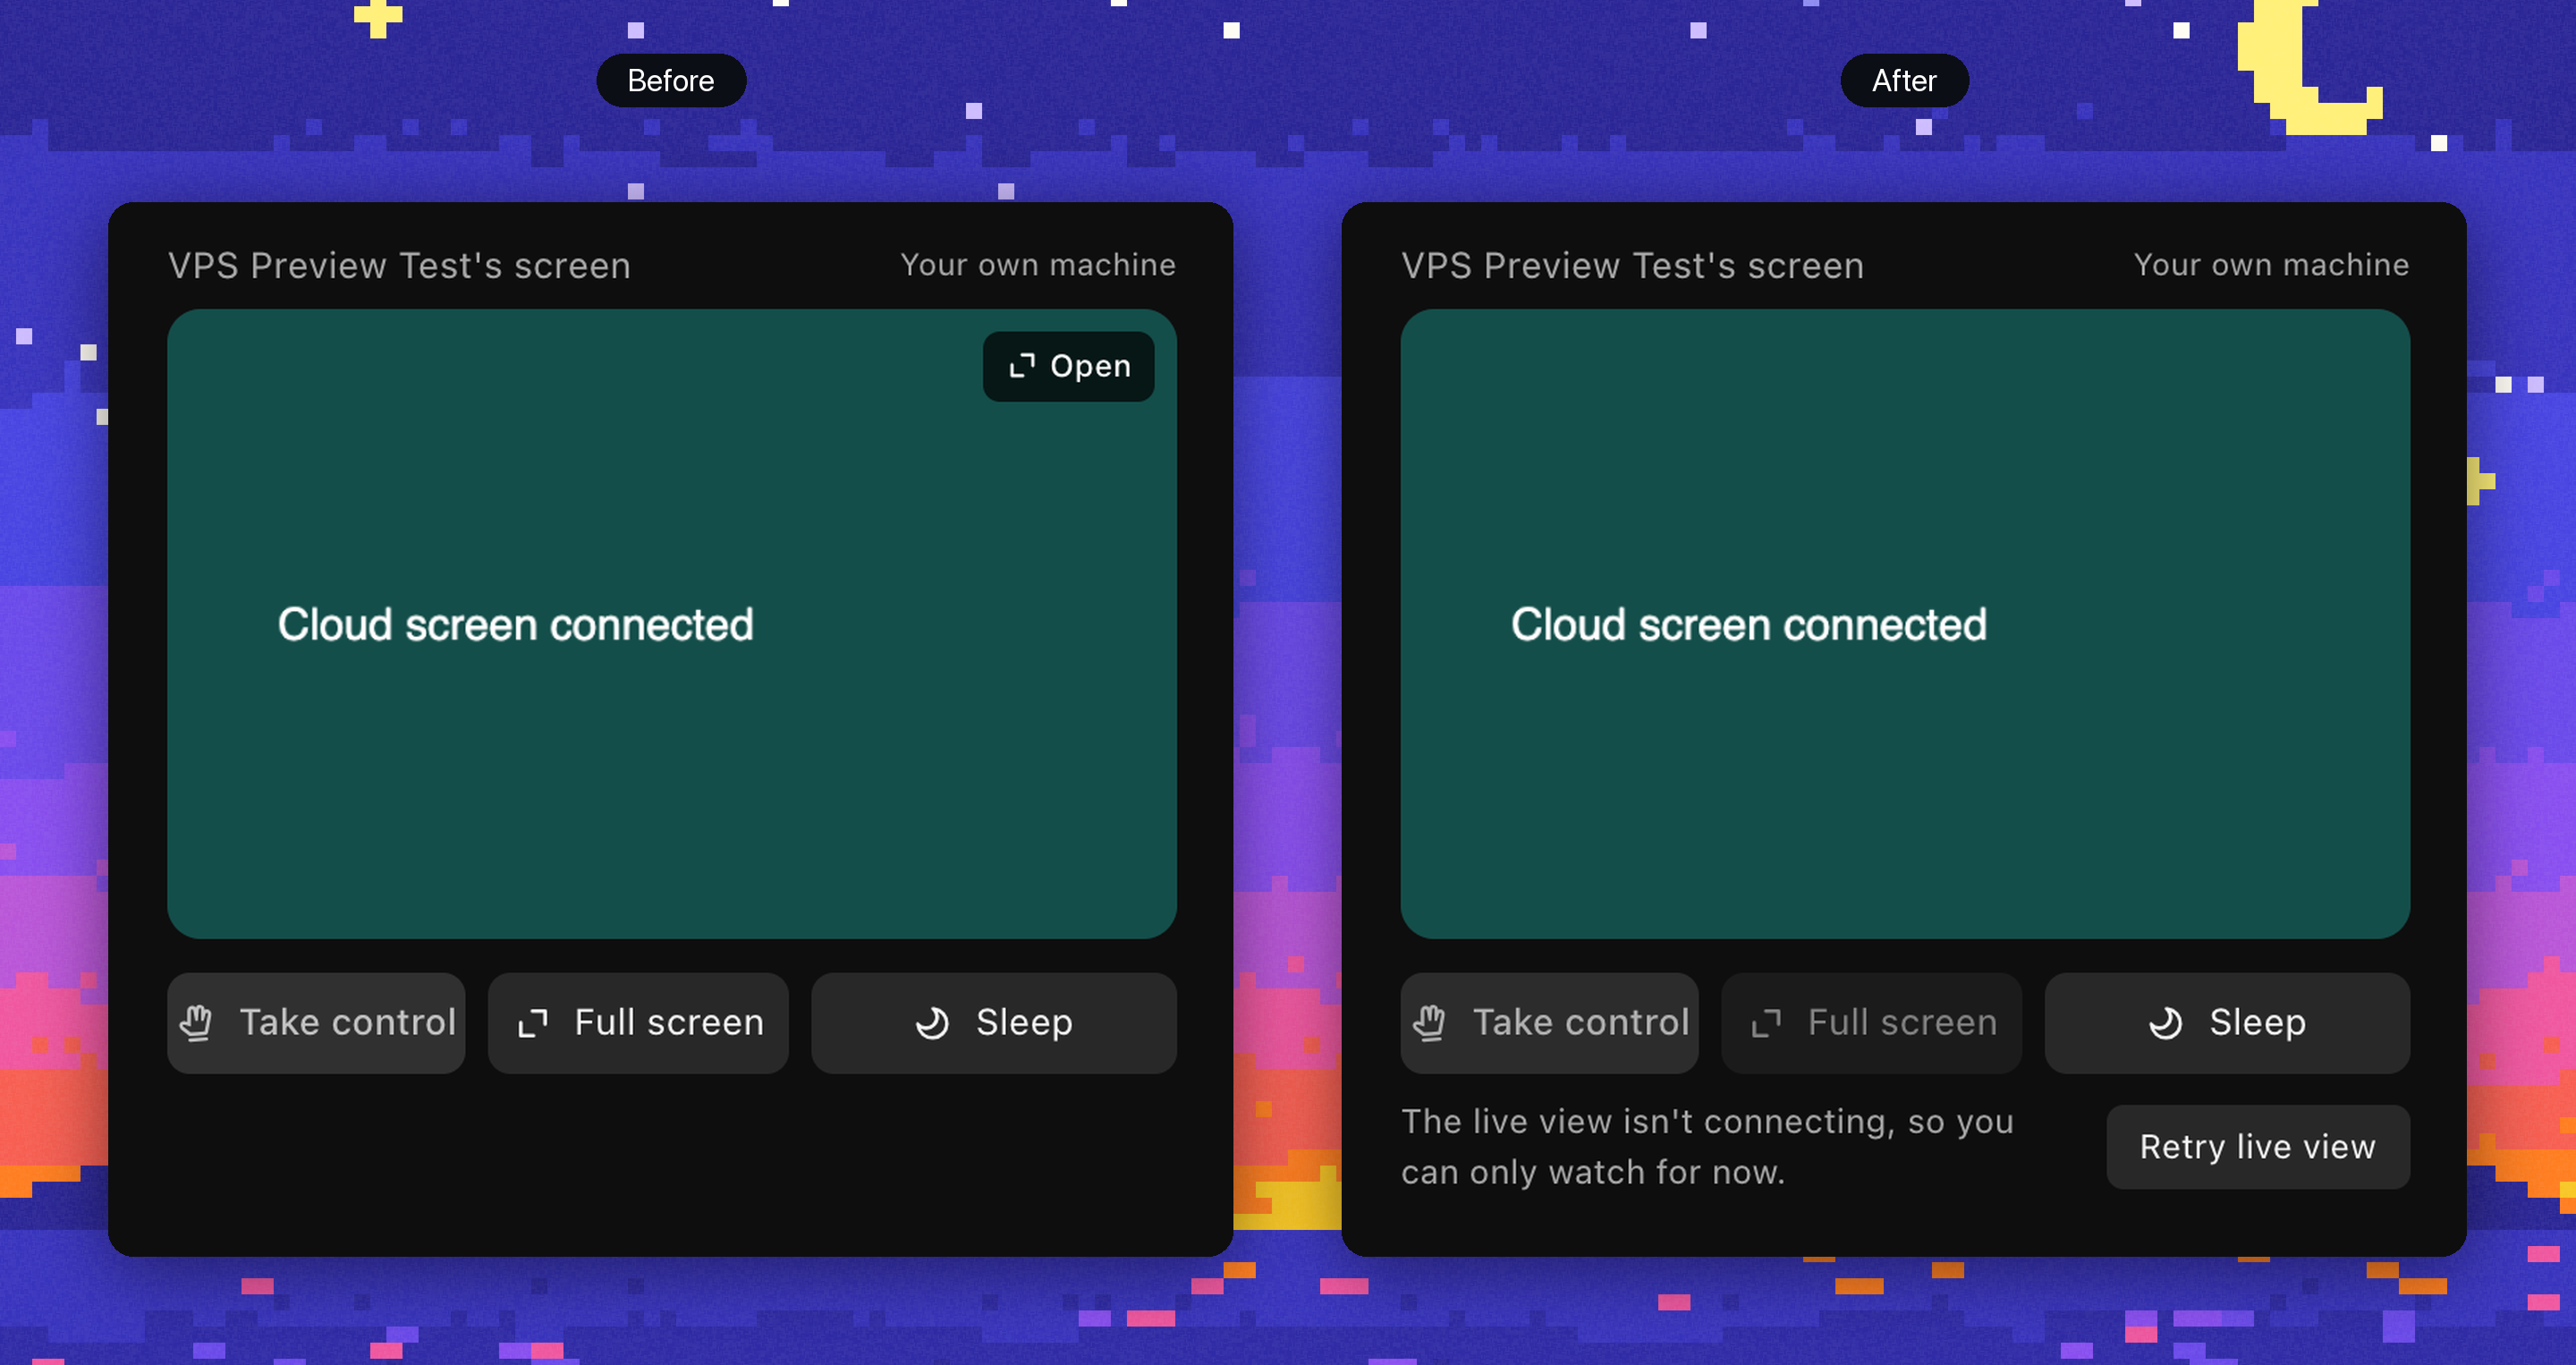 Before
VPS Preview Test's screen
Your own machine
Open
Cloud screen connected
Take control
Full screen
Sleep
After
VPS Preview Test's screen
Your own machine
Cloud screen connected
Take control
Full screen
Sleep
The live view isn't connecting, so you
can only watch for now.
Retry live view